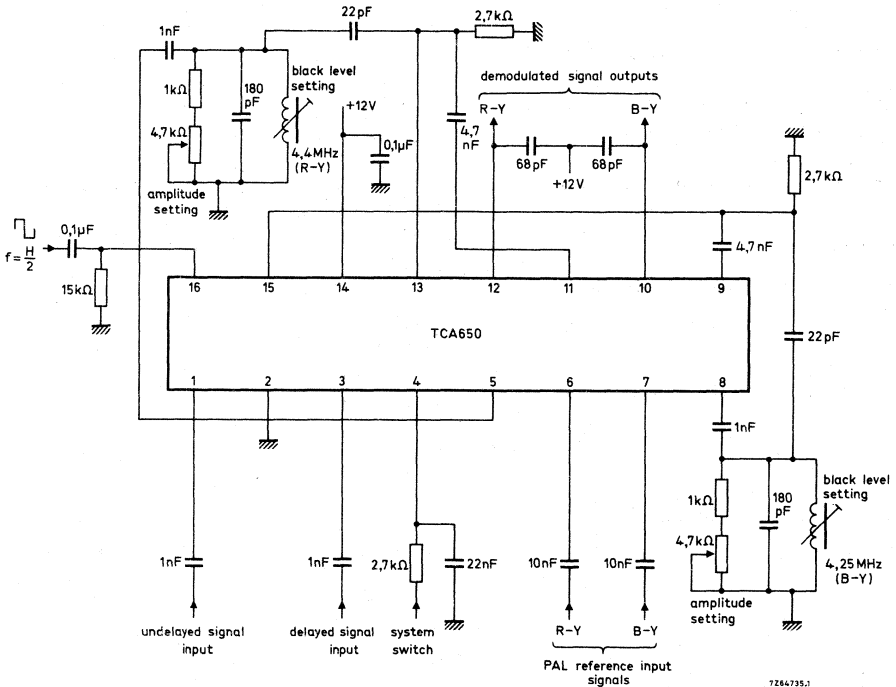 22pF
2,7kΩ
1nF
1kΩ
180
pF
black level
setting
4,7kΩ
4,4MHz
(R-Y)
amplitude
setting
+12V
0,1µF
4,7
nF
demodulated signal outputs
R-Y
B-Y
68pF
68pF
+12V
2,7kΩ
4,7nF
f=H/2
0,1µF
15kΩ
16
15
14
13
12
11
10
9
TCA650
1
2
3
4
5
6
7
8
22pF
1nF
1kΩ
180
pF
black level
setting
4,7kΩ
4,25MHz
(B-Y)
amplitude
setting
1nF
1nF
2,7kΩ
22nF
10nF
10nF
undelayed signal
input
delayed signal
input
system
switch
R-Y
B-Y
PAL reference input
signals
7Z64735.1